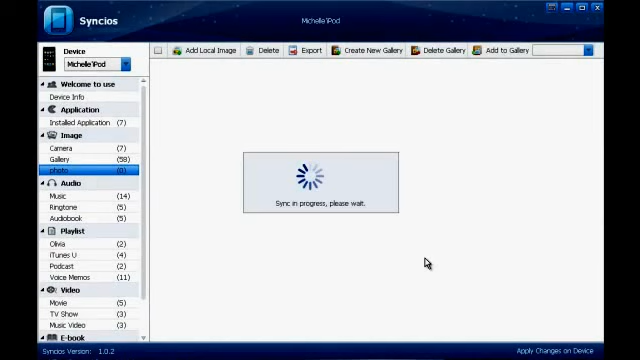 Syncios
Michelle'iPod
Device
Michelle'iPod
Add Local Image Delete Export Create New Gallery Delete Gallery Add to Gallery
Welcome to use
Device Info
Application
Installed Application (7)
Image
Camera (7)
Gallery (58)
photo (0)
Audio
Music (14)
Ringtone (5)
Audiobook (5)
Playlist
Olivia (2)
iTunes U (4)
Podcast (2)
Voice Memos (11)
Video
Movie (5)
TV Show (3)
Music Video (3)
E-book
Sync in progress, please wait.
Syncios Version: 1.0.2
Apply Changes on Device